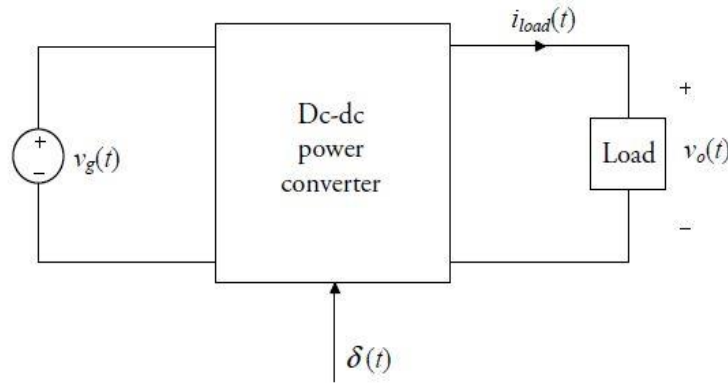 i_load(t)
Dc-dc
power
converter
+
−
v_g(t)
Load
+
v_o(t)
−
δ(t)